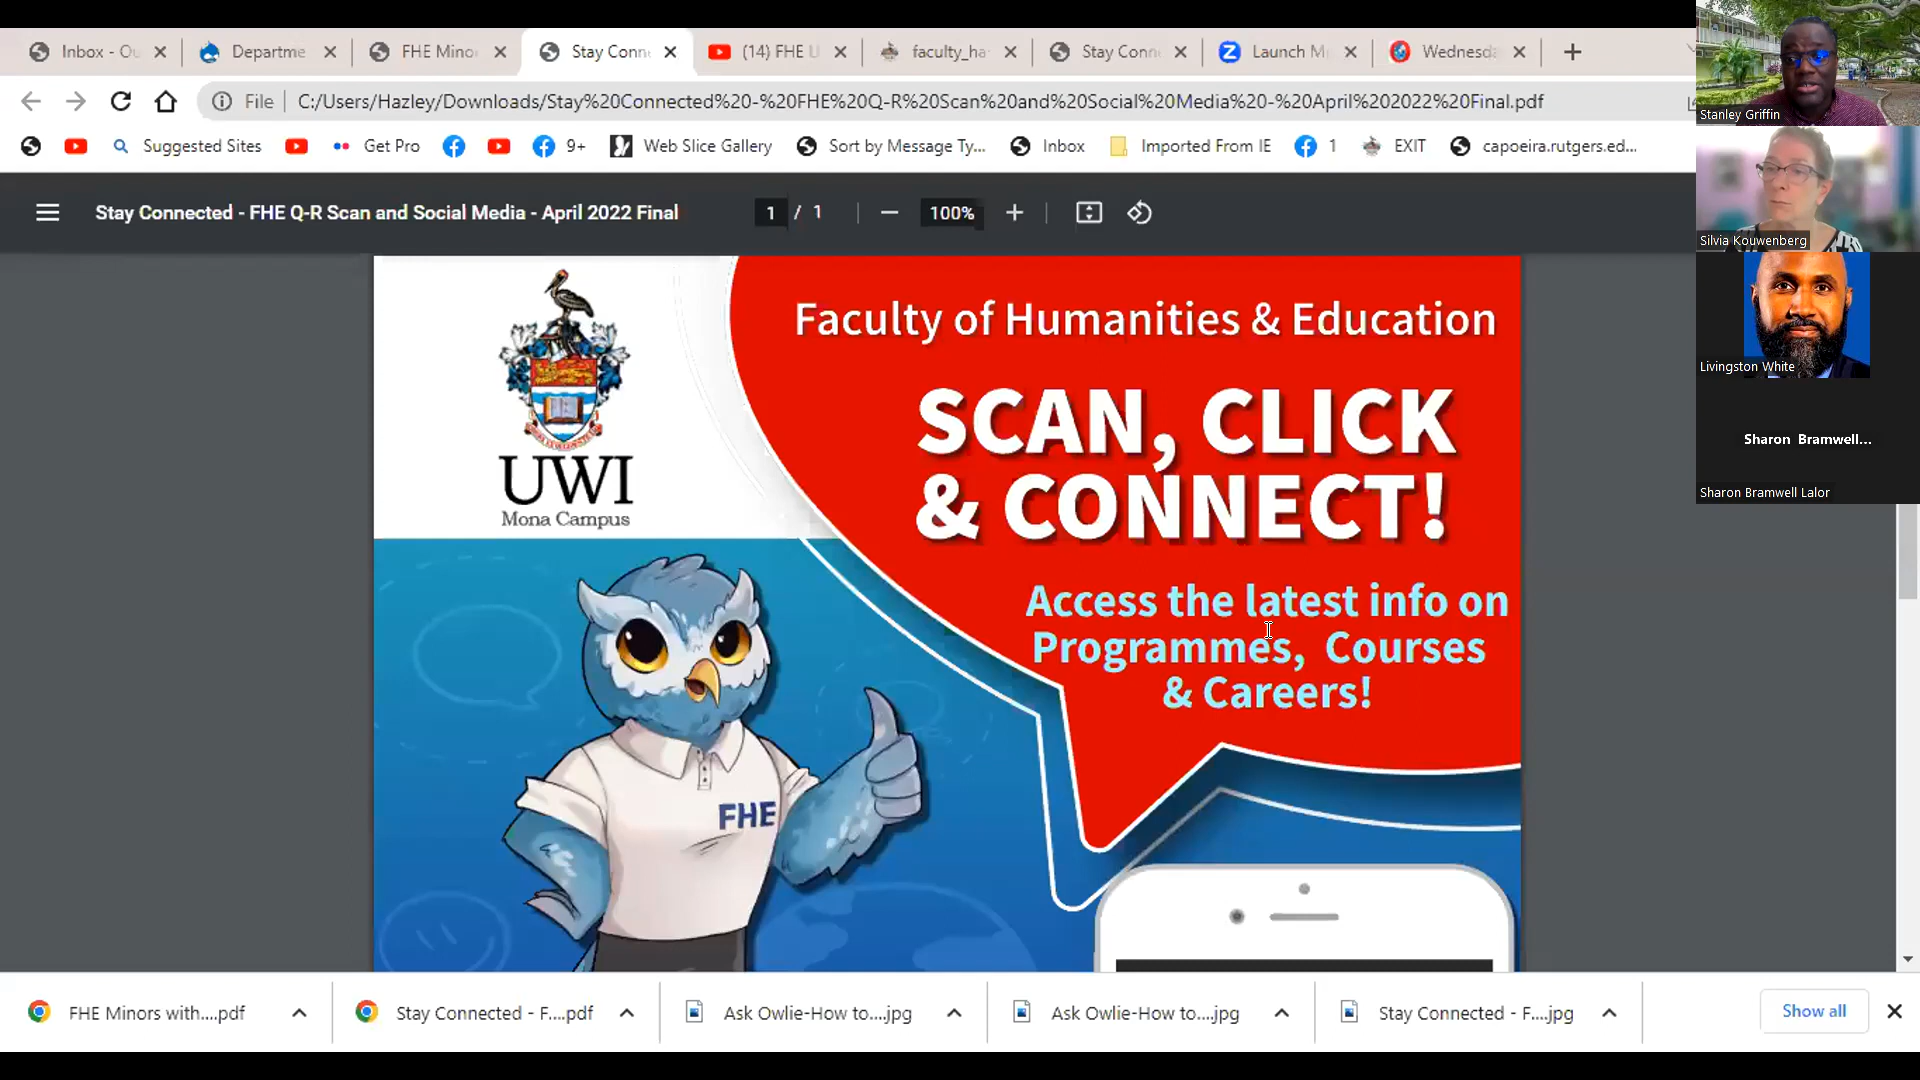 Inbox - Ou
Departme
FHE Mino
Stay Conn
(14) FHE U
faculty_ha
Stay Conn
Launch M
Wednesda
File
C:/Users/Hazley/Downloads/Stay%20Connected%20-%20FHE%20Q-R%20Scan%20and%20Social%20Media%20-%20April%202022%20Final.pdf
Suggested Sites
Get Pro
9+
Web Slice Gallery
Sort by Message Ty...
Inbox
Imported From IE
1
EXIT
capoeira.rutgers.ed...
Stay Connected - FHE Q-R Scan and Social Media - April 2022 Final
1 / 1
100%
UWI
Mona Campus
Faculty of Humanities & Education
SCAN, CLICK
& CONNECT!
Access the latest info on
Programmes, Courses
& Careers!
FHE
Stanley Griffin
Silvia Kouwenberg
Livingston White
Sharon Bramwell...
Sharon Bramwell Lalor
FHE Minors with....pdf
Stay Connected - F....pdf
Ask Owlie-How to....jpg
Ask Owlie-How to....jpg
Stay Connected - F....jpg
Show all